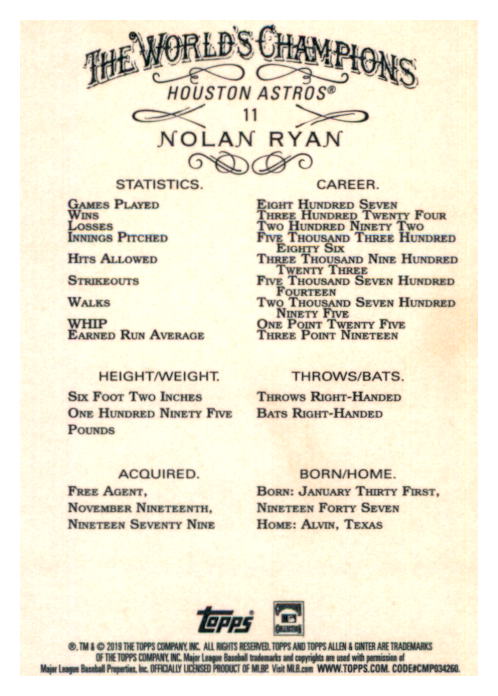 THE WORLD'S CHAMPIONS
HOUSTON ASTROS®
11
NOLAN RYAN
STATISTICS. CAREER.
GAMES PLAYED EIGHT HUNDRED SEVEN
WINS THREE HUNDRED TWENTY FOUR
LOSSES TWO HUNDRED NINETY TWO
INNINGS PITCHED FIVE THOUSAND THREE HUNDRED
EIGHTY SIX
HITS ALLOWED THREE THOUSAND NINE HUNDRED
TWENTY THREE
STRIKEOUTS FIVE THOUSAND SEVEN HUNDRED
FOURTEEN
WALKS TWO THOUSAND SEVEN HUNDRED
NINETY FIVE
WHIP ONE POINT TWENTY FIVE
EARNED RUN AVERAGE THREE POINT NINETEEN
HEIGHT/WEIGHT. THROWS/BATS.
SIX FOOT TWO INCHES THROWS RIGHT-HANDED
ONE HUNDRED NINETY FIVE BATS RIGHT-HANDED
POUNDS
ACQUIRED. BORN/HOME.
FREE AGENT, BORN: JANUARY THIRTY FIRST,
NOVEMBER NINETEENTH, NINETEEN FORTY SEVEN
NINETEEN SEVENTY NINE HOME: ALVIN, TEXAS
Topps
®, TM & © 2019 THE TOPPS COMPANY, INC. ALL RIGHTS RESERVED. TOPPS AND TOPPS ALLEN & GINTER ARE TRADEMARKS
OF THE TOPPS COMPANY, INC. Major League Baseball trademarks and copyrights are used with permission of
Major League Baseball Properties, Inc. OFFICIALLY LICENSED PRODUCT OF MLBP. Visit MLB.com WWW.TOPPS.COM. CODE#CMP034260.